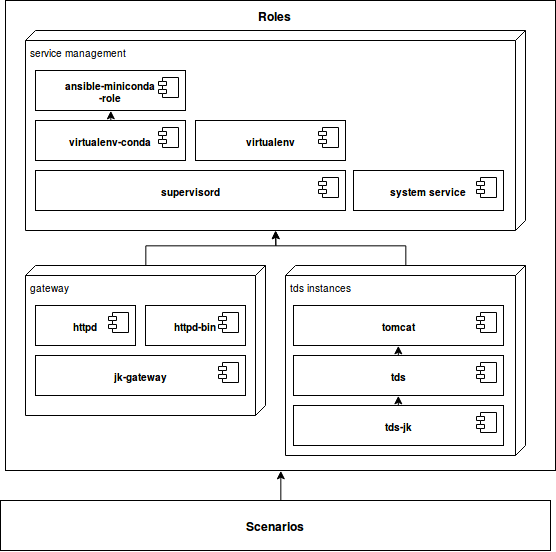 Roles
service management
ansible-miniconda
-role
virtualenv-conda
virtualenv
supervisord
system service
gateway
httpd
httpd-bin
jk-gateway
tds instances
tomcat
tds
tds-jk
Scenarios